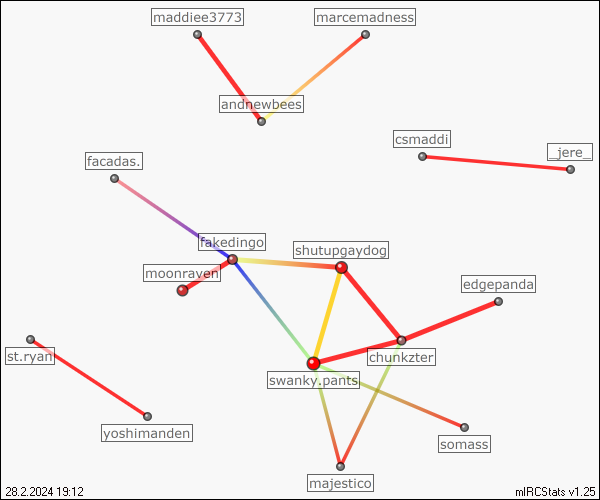 maddiee3773
marcemadness
andnewbees
csmaddi
_jere_
facadas.
fakedingo
shutupgaydog
moonraven
edgepanda
st.ryan
chunkzter
swanky.pants
yoshimanden
somass
majestico
28.2.2024 19:12
mIRCStats v1.25